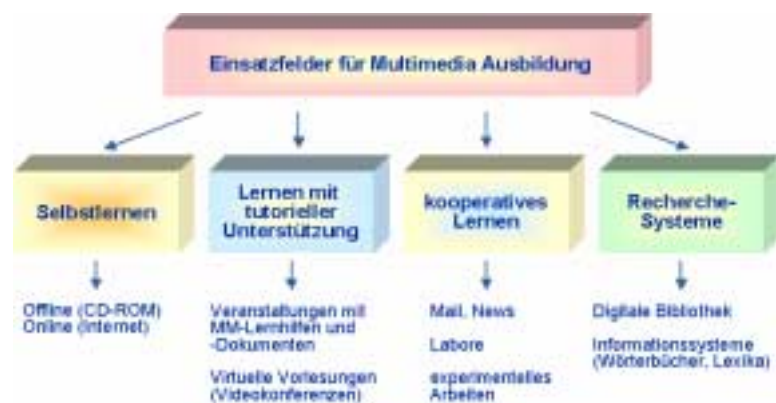 Einsatzfelder für Multimedia Ausbildung
Selbstlernen
Lernen mit
tutorieller
Unterstützung
kooperatives
Lernen
Recherche-
Systeme
Offline (CD-ROM)
Online (Internet)
Veranstaltungen mit
MM-Lernhilfen und
-Dokumenten
Virtuelle Vorlesungen
(Videokonferenzen)
Mail, News
Labore
experimentelles
Arbeiten
Digitale Bibliothek
Informationssysteme
(Wörterbücher, Lexika)